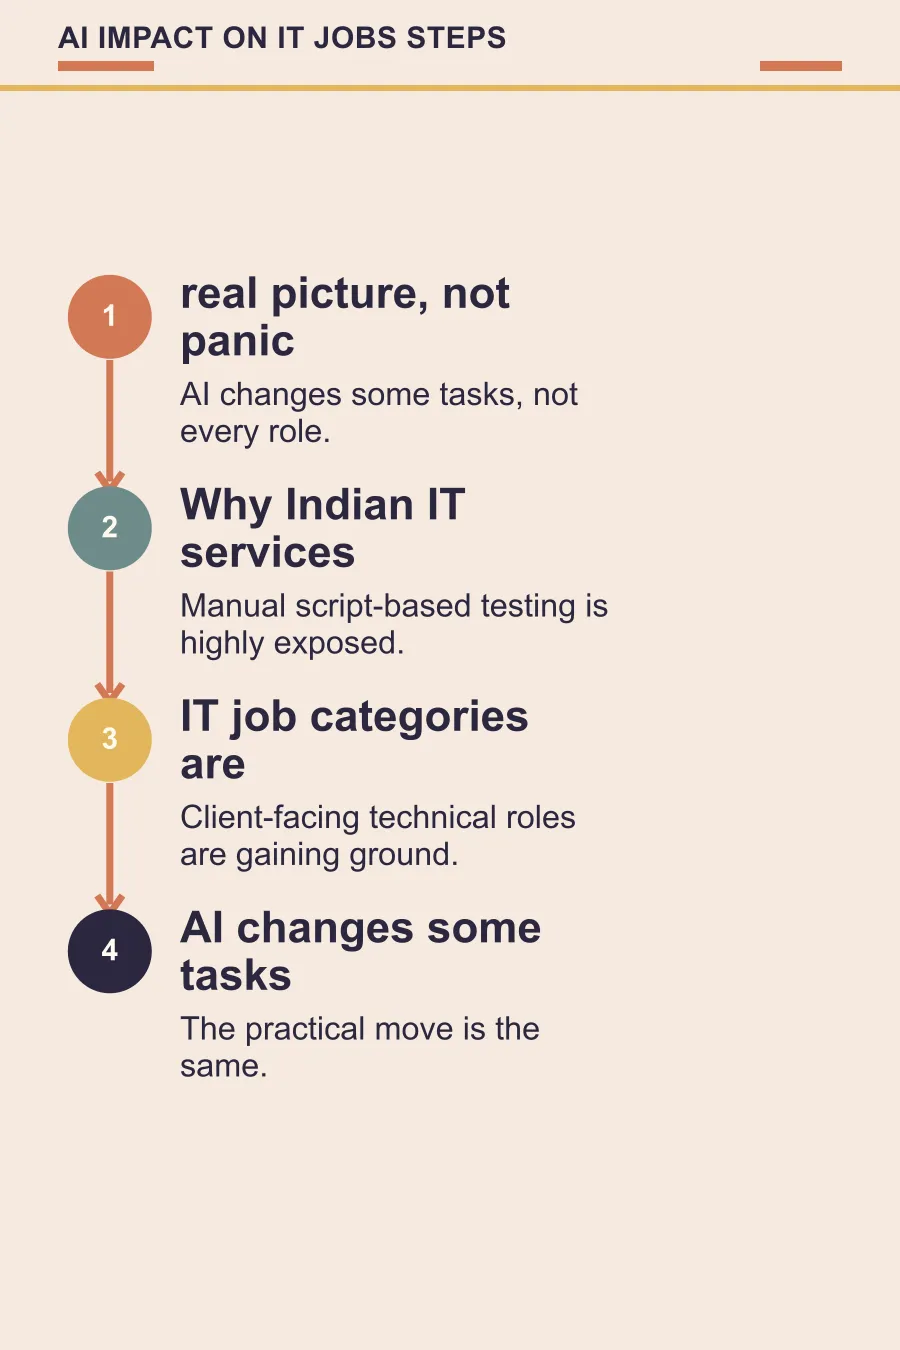 AI IMPACT ON IT JOBS STEPS
1
real picture, not
panic
AI changes some tasks, not
every role.
2
Why Indian IT
services
Manual script-based testing is
highly exposed.
3
IT job categories
are
Client-facing technical roles
are gaining ground.
4
AI changes some
tasks
The practical move is the
same.